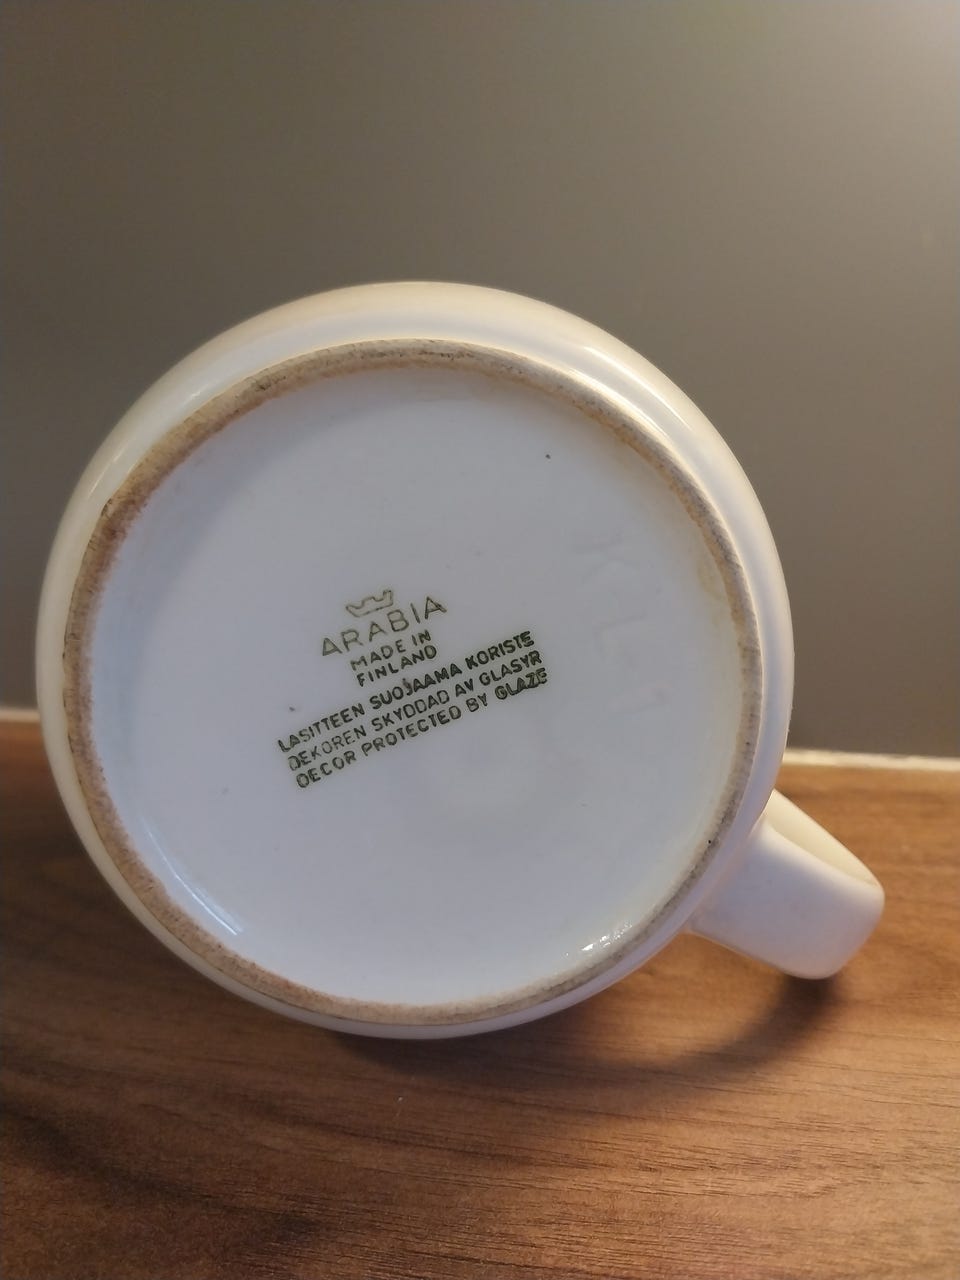 ARABIA
MADE IN
FINLAND
LASITTEEN SUOJAAMA KORISTE
DEKOREN SKYDDAD AV GLASYR
DECOR PROTECTED BY GLAZE